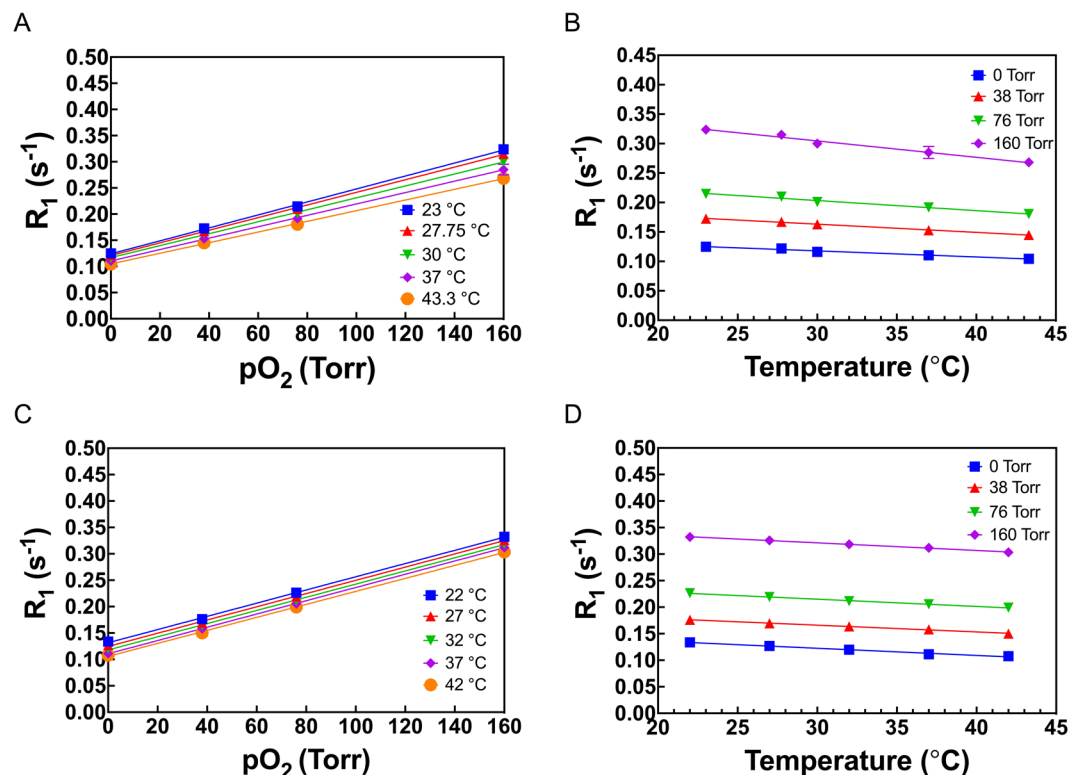 A
R1 (s-1)
0.50
0.45
0.40
0.35
0.30
0.25
0.20
0.15
0.10
0.05
0.00
0 20 40 60 80 100 120 140 160
pO2 (Torr)
23 °C
27.75 °C
30 °C
37 °C
43.3 °C
B
R1 (s-1)
0.45
0.40
0.35
0.30
0.25
0.20
0.15
0.10
0.05
0.00
20 25 30 35 40 45
Temperature (°C)
0 Torr
38 Torr
76 Torr
160 Torr
C
R1 (s-1)
0.50
0.45
0.40
0.35
0.30
0.25
0.20
0.15
0.10
0.05
0.00
0 20 40 60 80 100 120 140 160
pO2 (Torr)
22 °C
27 °C
32 °C
37 °C
42 °C
D
R1 (s-1)
0.50
0.45
0.40
0.35
0.30
0.25
0.20
0.15
0.10
0.05
0.00
20 25 30 35 40 45
Temperature (°C)
0 Torr
38 Torr
76 Torr
160 Torr